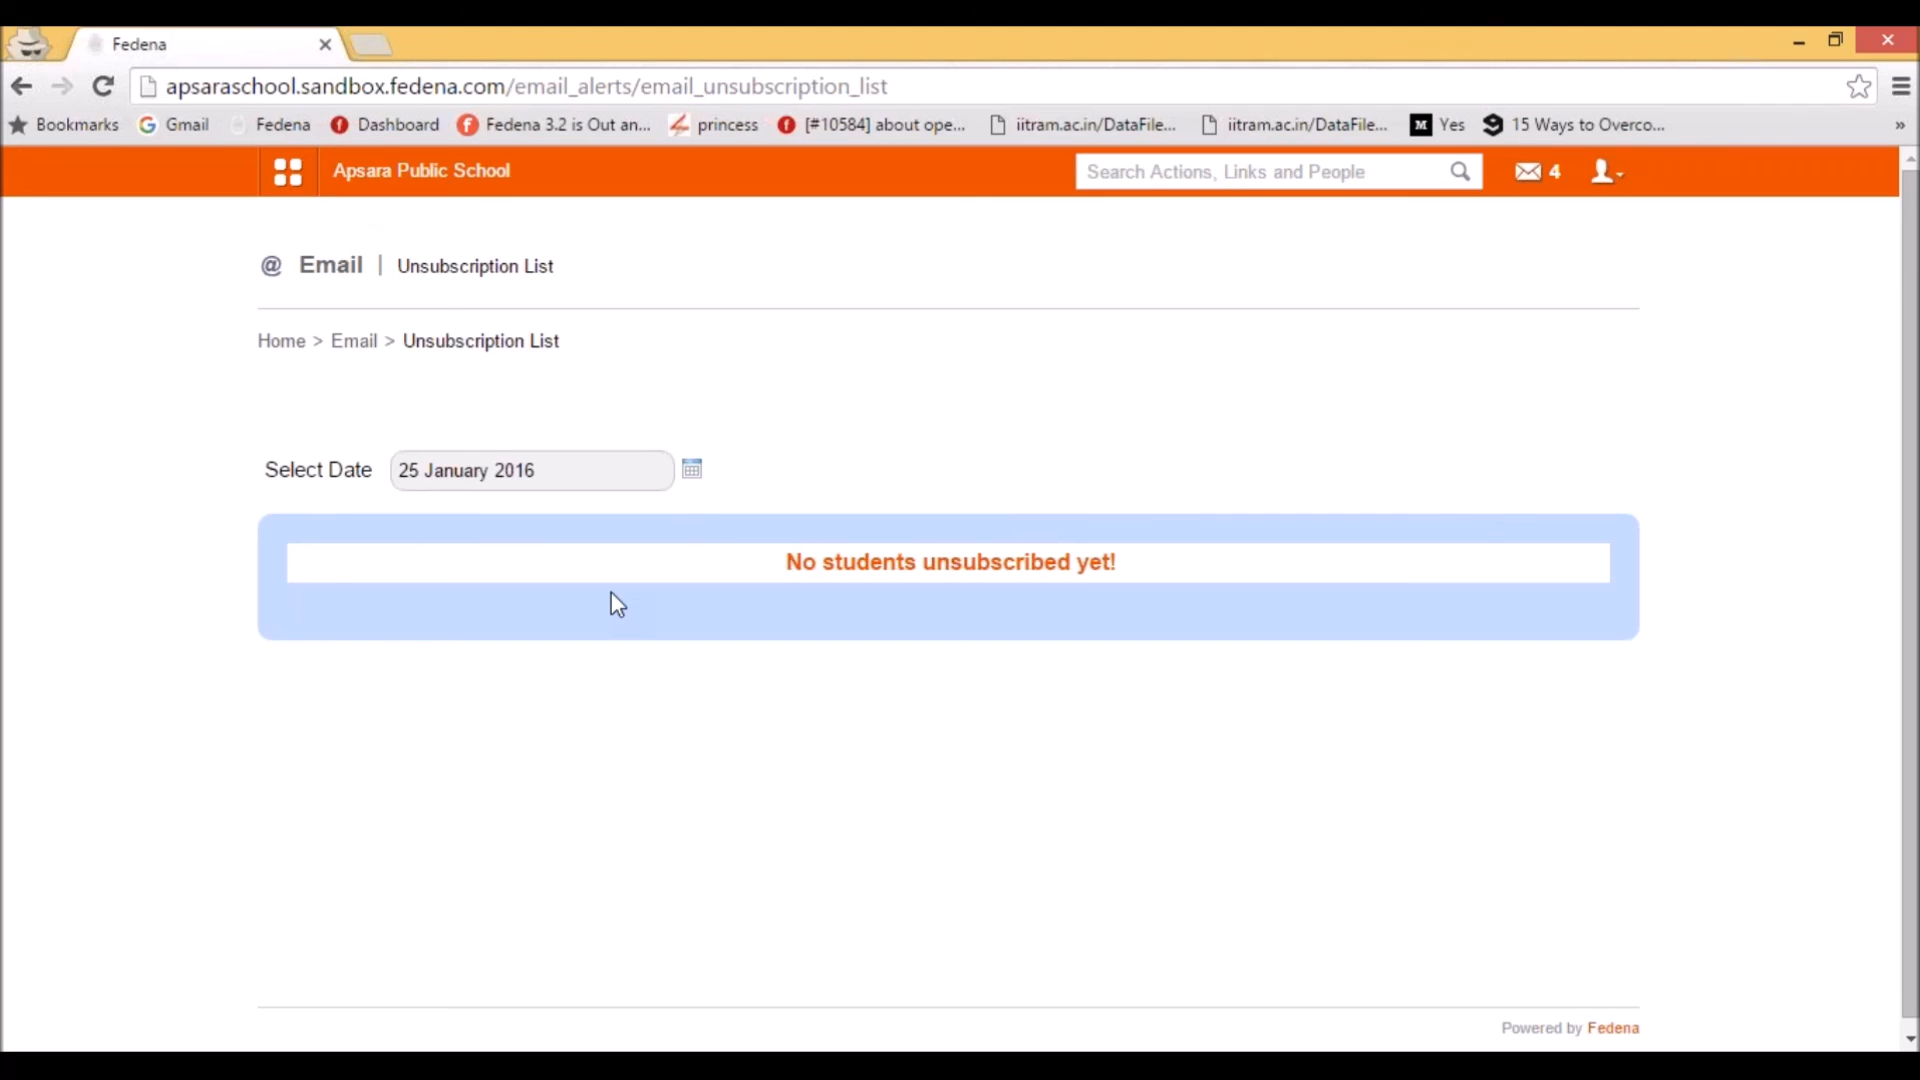 Fedena
apsaraschool.sandbox.fedena.com/email_alerts/email_unsubscription_list
Bookmarks Gmail Fedena Dashboard Fedena 3.2 is Out an... princess [#10584] about ope... iitram.ac.in/DataFile... iitram.ac.in/DataFile... M Yes 15 Ways to Overco... »
Apsara Public School Search Actions, Links and People 4
@ Email | Unsubscription List
Home > Email > Unsubscription List
Select Date 25 January 2016
No students unsubscribed yet!
Powered by Fedena